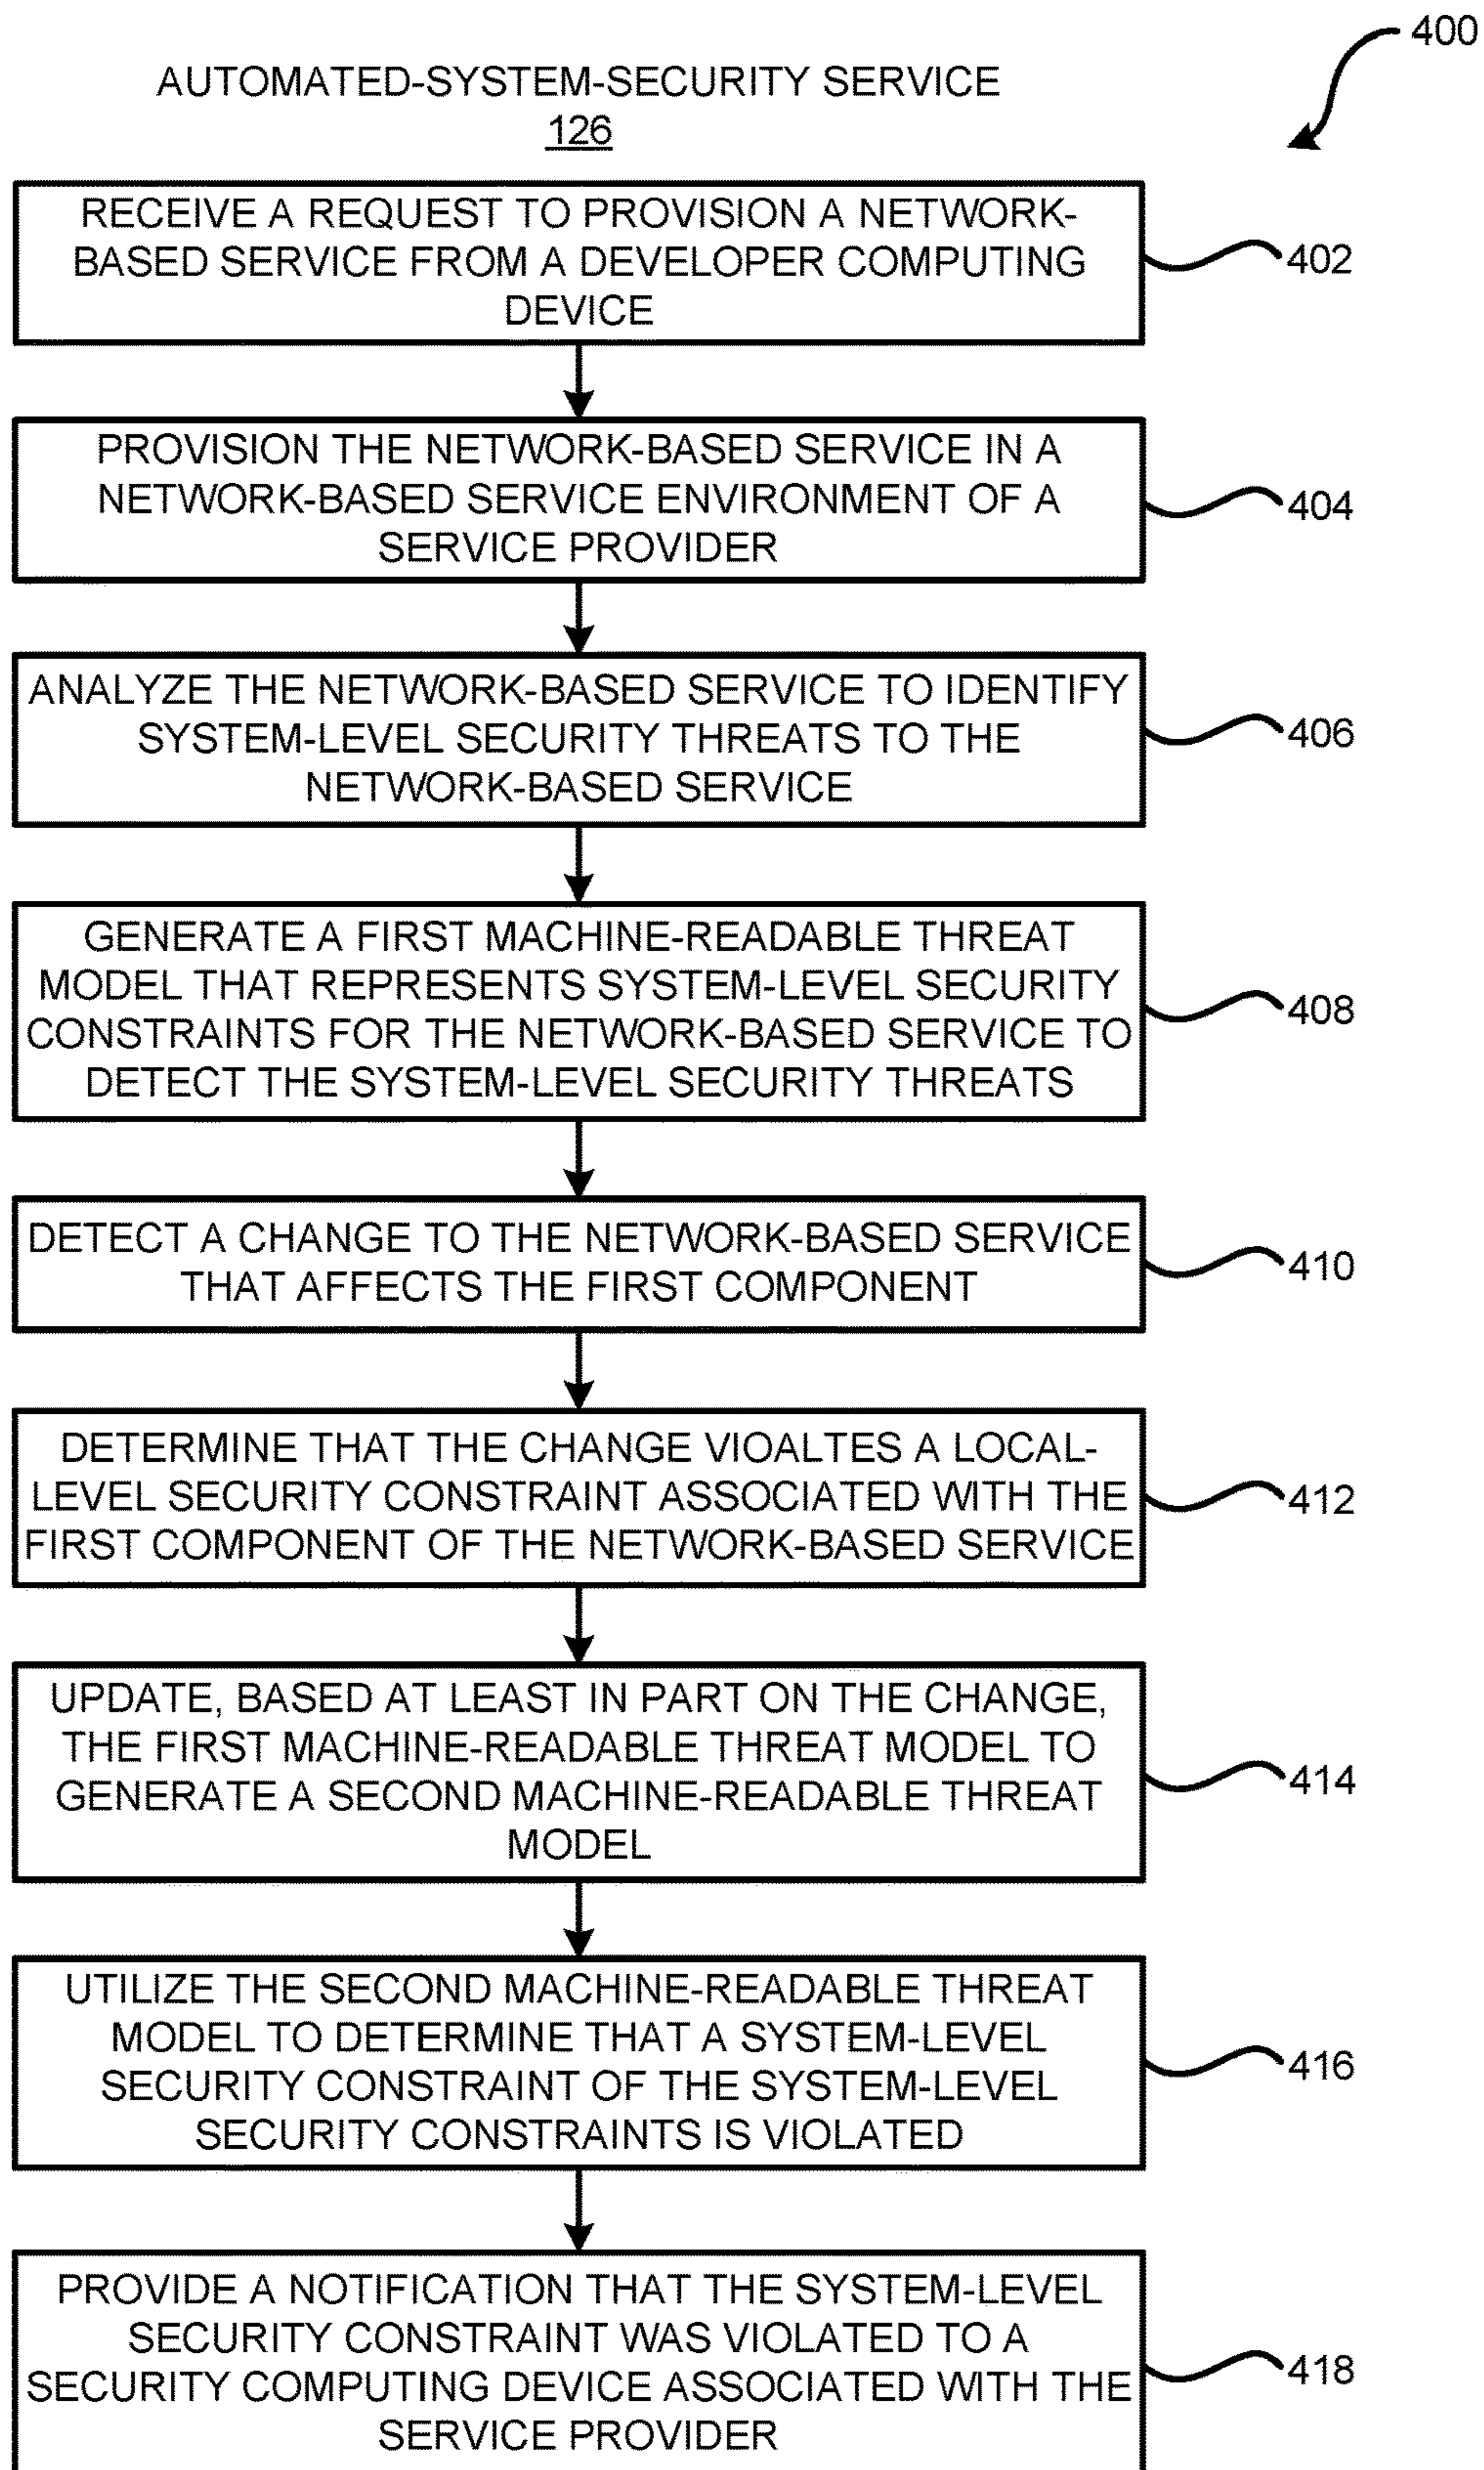 400
AUTOMATED-SYSTEM-SECURITY SERVICE
126
RECEIVE A REQUEST TO PROVISION A NETWORK-
BASED SERVICE FROM A DEVELOPER COMPUTING
DEVICE
402
PROVISION THE NETWORK-BASED SERVICE IN A
NETWORK-BASED SERVICE ENVIRONMENT OF A
SERVICE PROVIDER
404
ANALYZE THE NETWORK-BASED SERVICE TO IDENTIFY
SYSTEM-LEVEL SECURITY THREATS TO THE
NETWORK-BASED SERVICE
406
GENERATE A FIRST MACHINE-READABLE THREAT
MODEL THAT REPRESENTS SYSTEM-LEVEL SECURITY
CONSTRAINTS FOR THE NETWORK-BASED SERVICE TO
DETECT THE SYSTEM-LEVEL SECURITY THREATS
408
DETECT A CHANGE TO THE NETWORK-BASED SERVICE
THAT AFFECTS THE FIRST COMPONENT
410
DETERMINE THAT THE CHANGE VIOALTES A LOCAL-
LEVEL SECURITY CONSTRAINT ASSOCIATED WITH THE
FIRST COMPONENT OF THE NETWORK-BASED SERVICE
412
UPDATE, BASED AT LEAST IN PART ON THE CHANGE,
THE FIRST MACHINE-READABLE THREAT MODEL TO
GENERATE A SECOND MACHINE-READABLE THREAT
MODEL
414
UTILIZE THE SECOND MACHINE-READABLE THREAT
MODEL TO DETERMINE THAT A SYSTEM-LEVEL
SECURITY CONSTRAINT OF THE SYSTEM-LEVEL
SECURITY CONSTRAINTS IS VIOLATED
416
PROVIDE A NOTIFICATION THAT THE SYSTEM-LEVEL
SECURITY CONSTRAINT WAS VIOLATED TO A
SECURITY COMPUTING DEVICE ASSOCIATED WITH THE
SERVICE PROVIDER
418